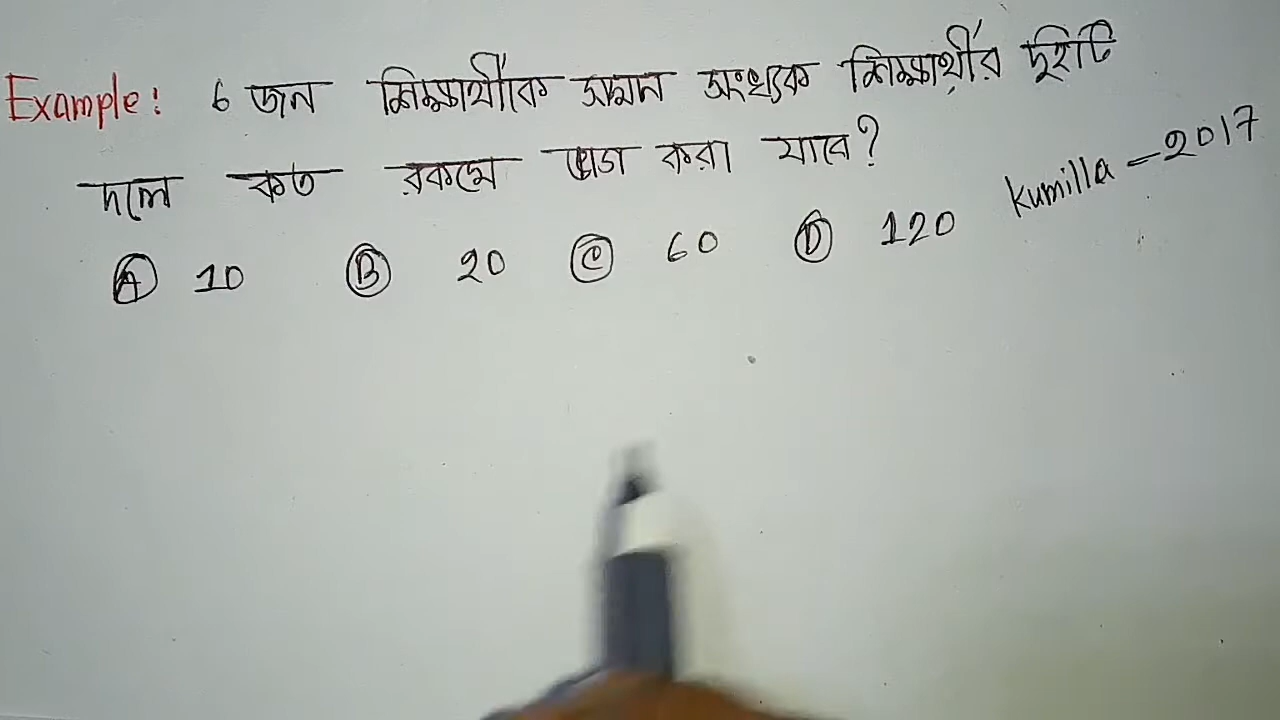 Example: 6 জন শিক্ষার্থীকে সমান সংখ্যক শিক্ষার্থীর দুইটি
দলে কত রকমে ভাগ করা যাবে?
Kumilla - 2017
A 10 B 20 C 60 D 120